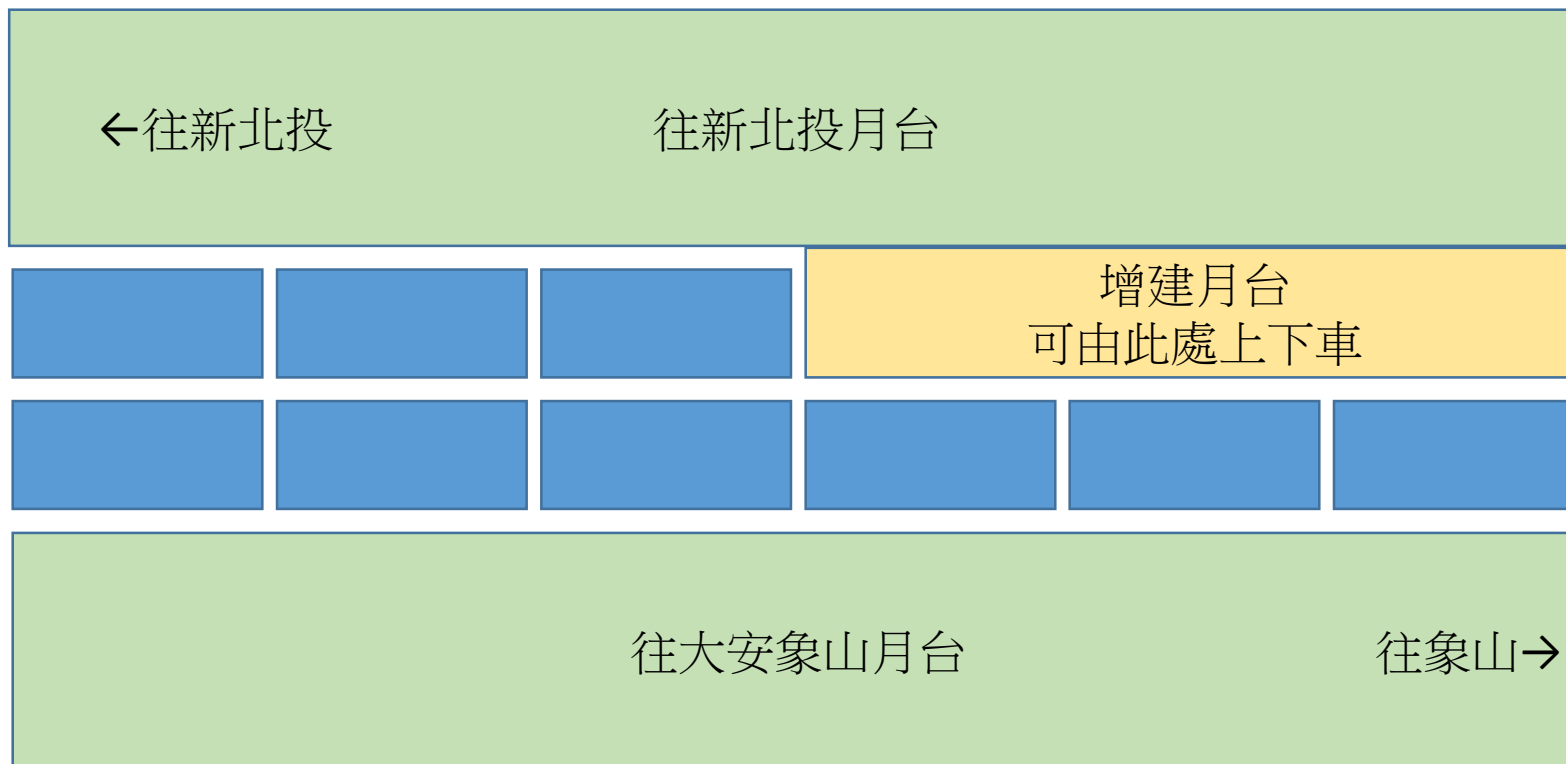 ←往新北投
往新北投月台
增建月台
可由此處上下車
往大安象山月台
往象山→